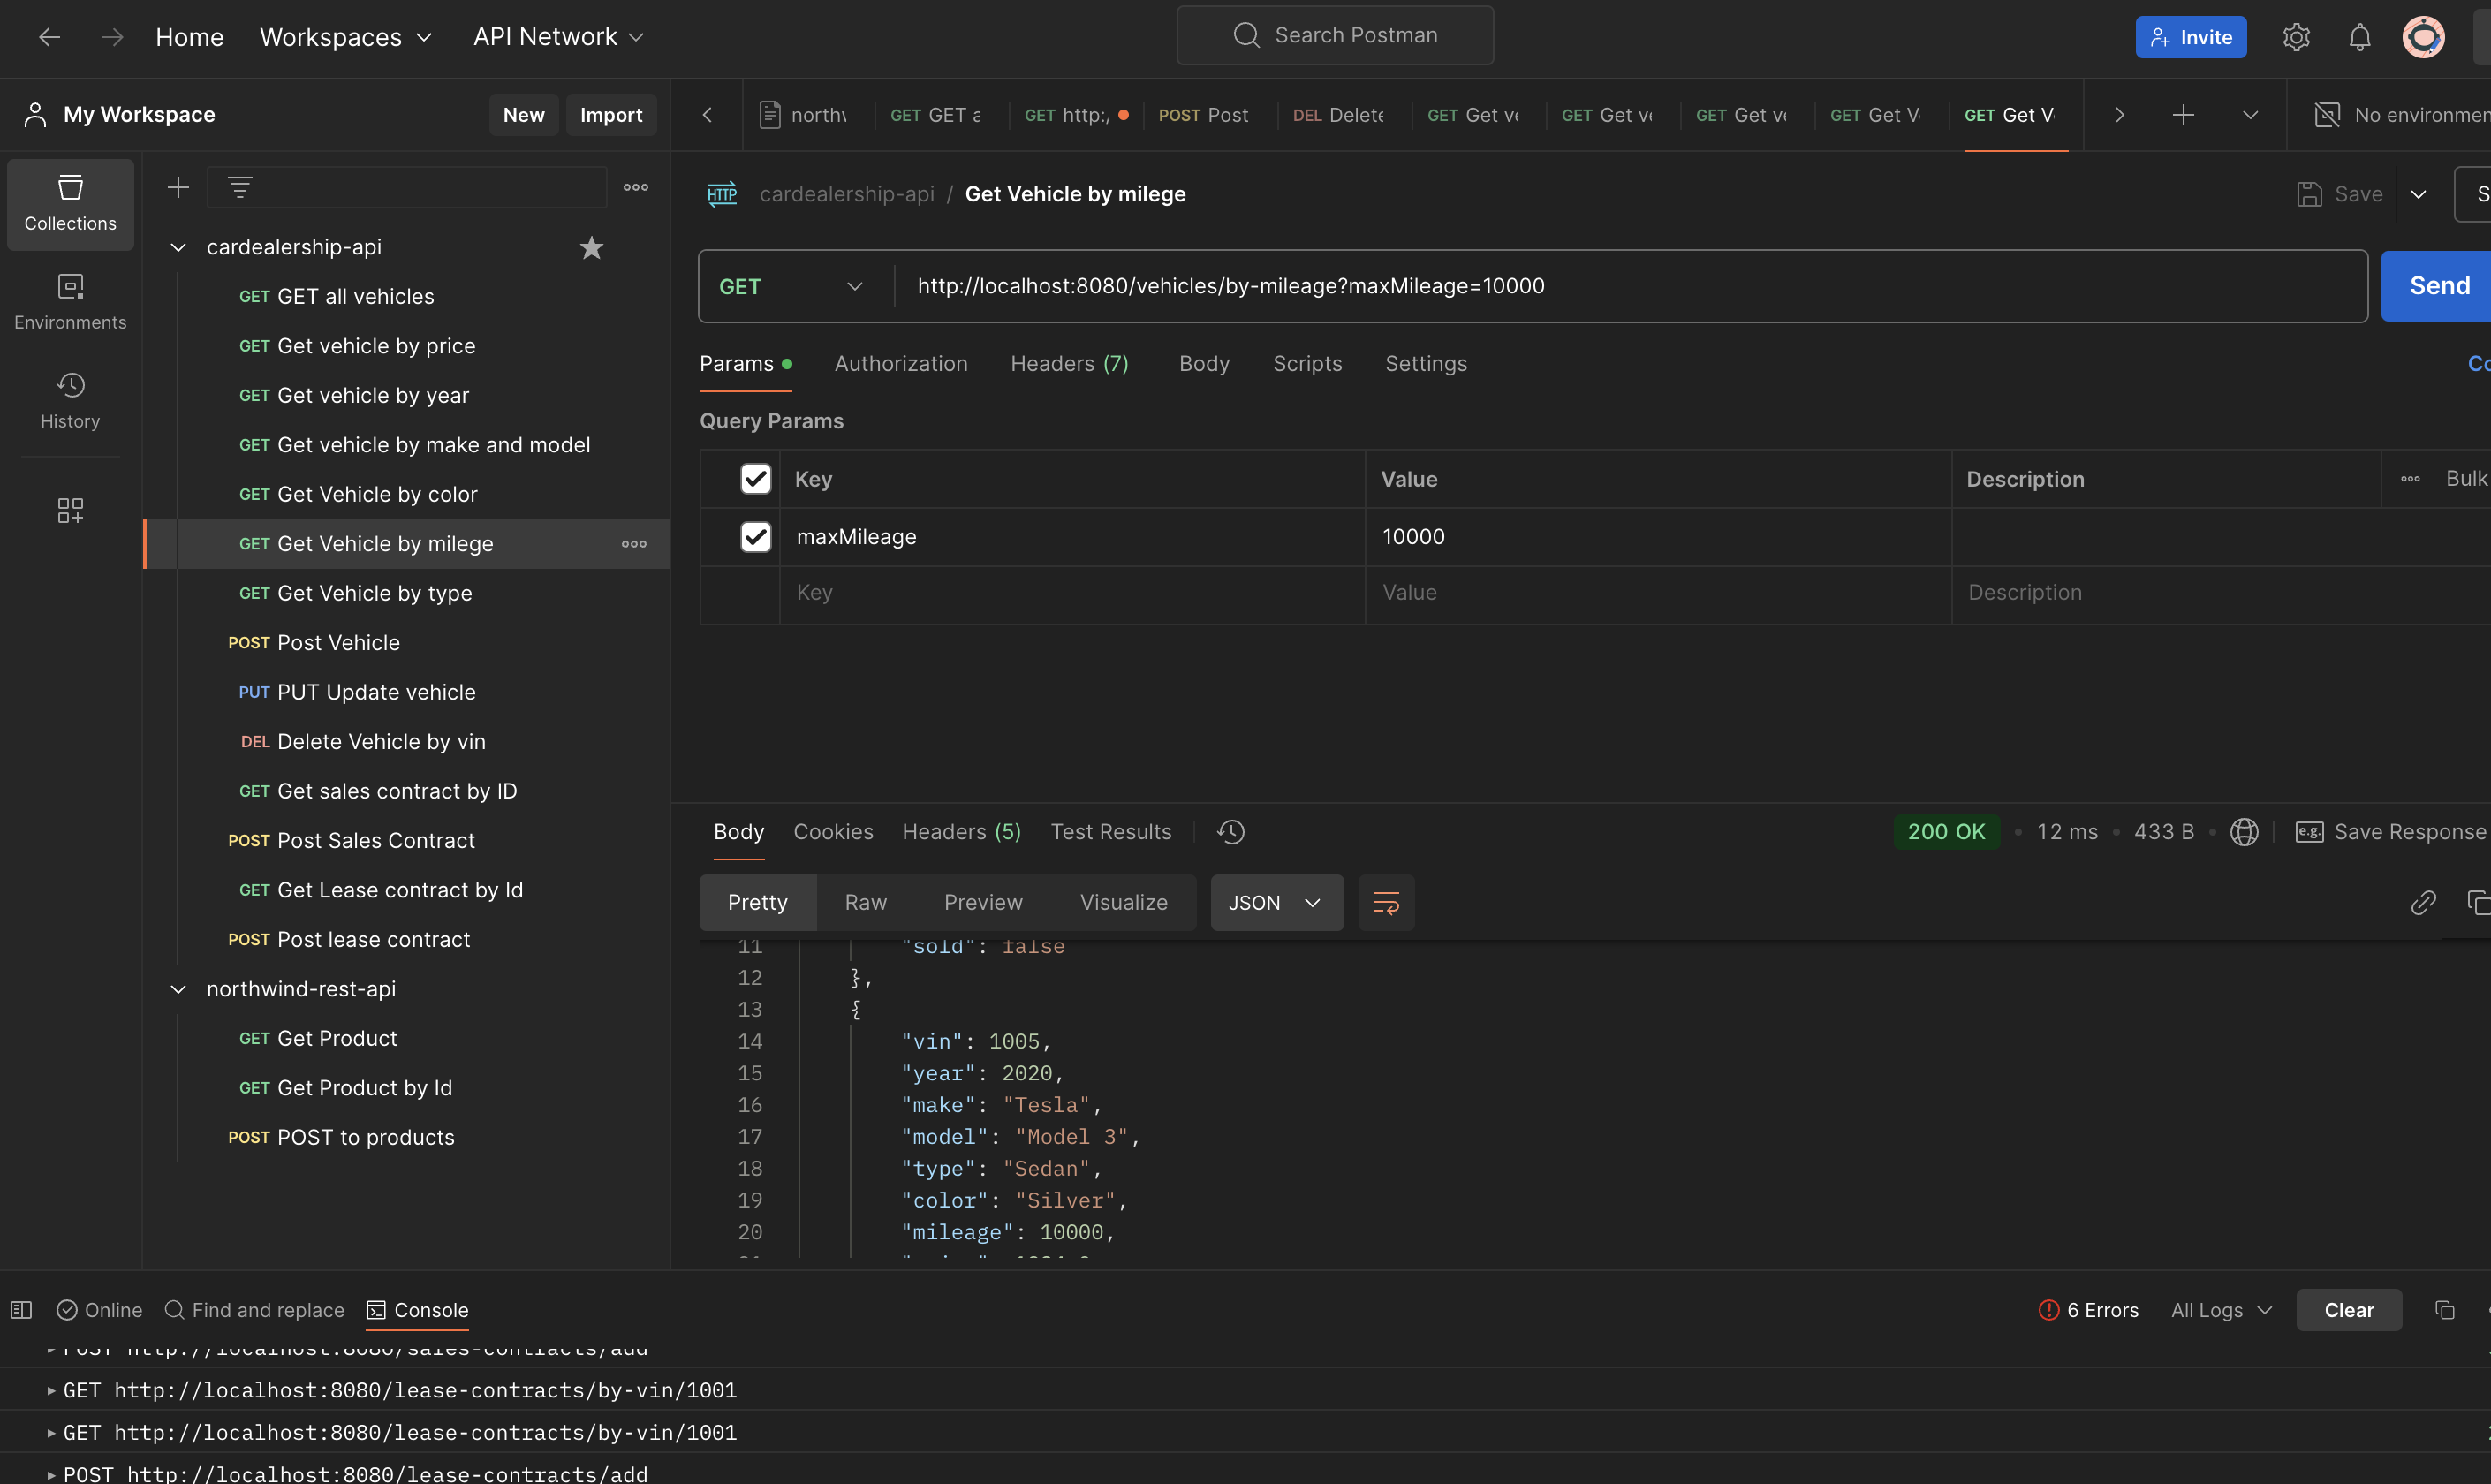 Home Workspaces API Network Search Postman Invite
My Workspace New Import
north GET GET a GET http:, POST Post DEL Delete GET Get ve GET Get ve GET Get ve GET Get V GET Get V No environmen
Collections
Environments
History
cardealership-api
GET GET all vehicles
GET Get vehicle by price
GET Get vehicle by year
GET Get vehicle by make and model
GET Get Vehicle by color
GET Get Vehicle by milege
GET Get Vehicle by type
POST Post Vehicle
PUT PUT Update vehicle
DEL Delete Vehicle by vin
GET Get sales contract by ID
POST Post Sales Contract
GET Get Lease contract by Id
POST Post lease contract
northwind-rest-api
GET Get Product
GET Get Product by Id
POST POST to products
HTTP cardealership-api / Get Vehicle by milege Save S
GET http://localhost:8080/vehicles/by-mileage?maxMileage=10000 Send
Params Authorization Headers (7) Body Scripts Settings Co
Query Params
Key Value Description Bulk
maxMileage 10000
Key Value Description
Body Cookies Headers (5) Test Results 200 OK 12 ms 433 B e.g. Save Response
Pretty Raw Preview Visualize JSON
11 "sold": false
12 },
13 {
14 "vin": 1005,
15 "year": 2020,
16 "make": "Tesla",
17 "model": "Model 3",
18 "type": "Sedan",
19 "color": "Silver",
20 "mileage": 10000,
Online Find and replace Console 6 Errors All Logs Clear
POST http://localhost:8080/sales-contracts/add
GET http://localhost:8080/lease-contracts/by-vin/1001
GET http://localhost:8080/lease-contracts/by-vin/1001
POST http://localhost:8080/lease-contracts/add